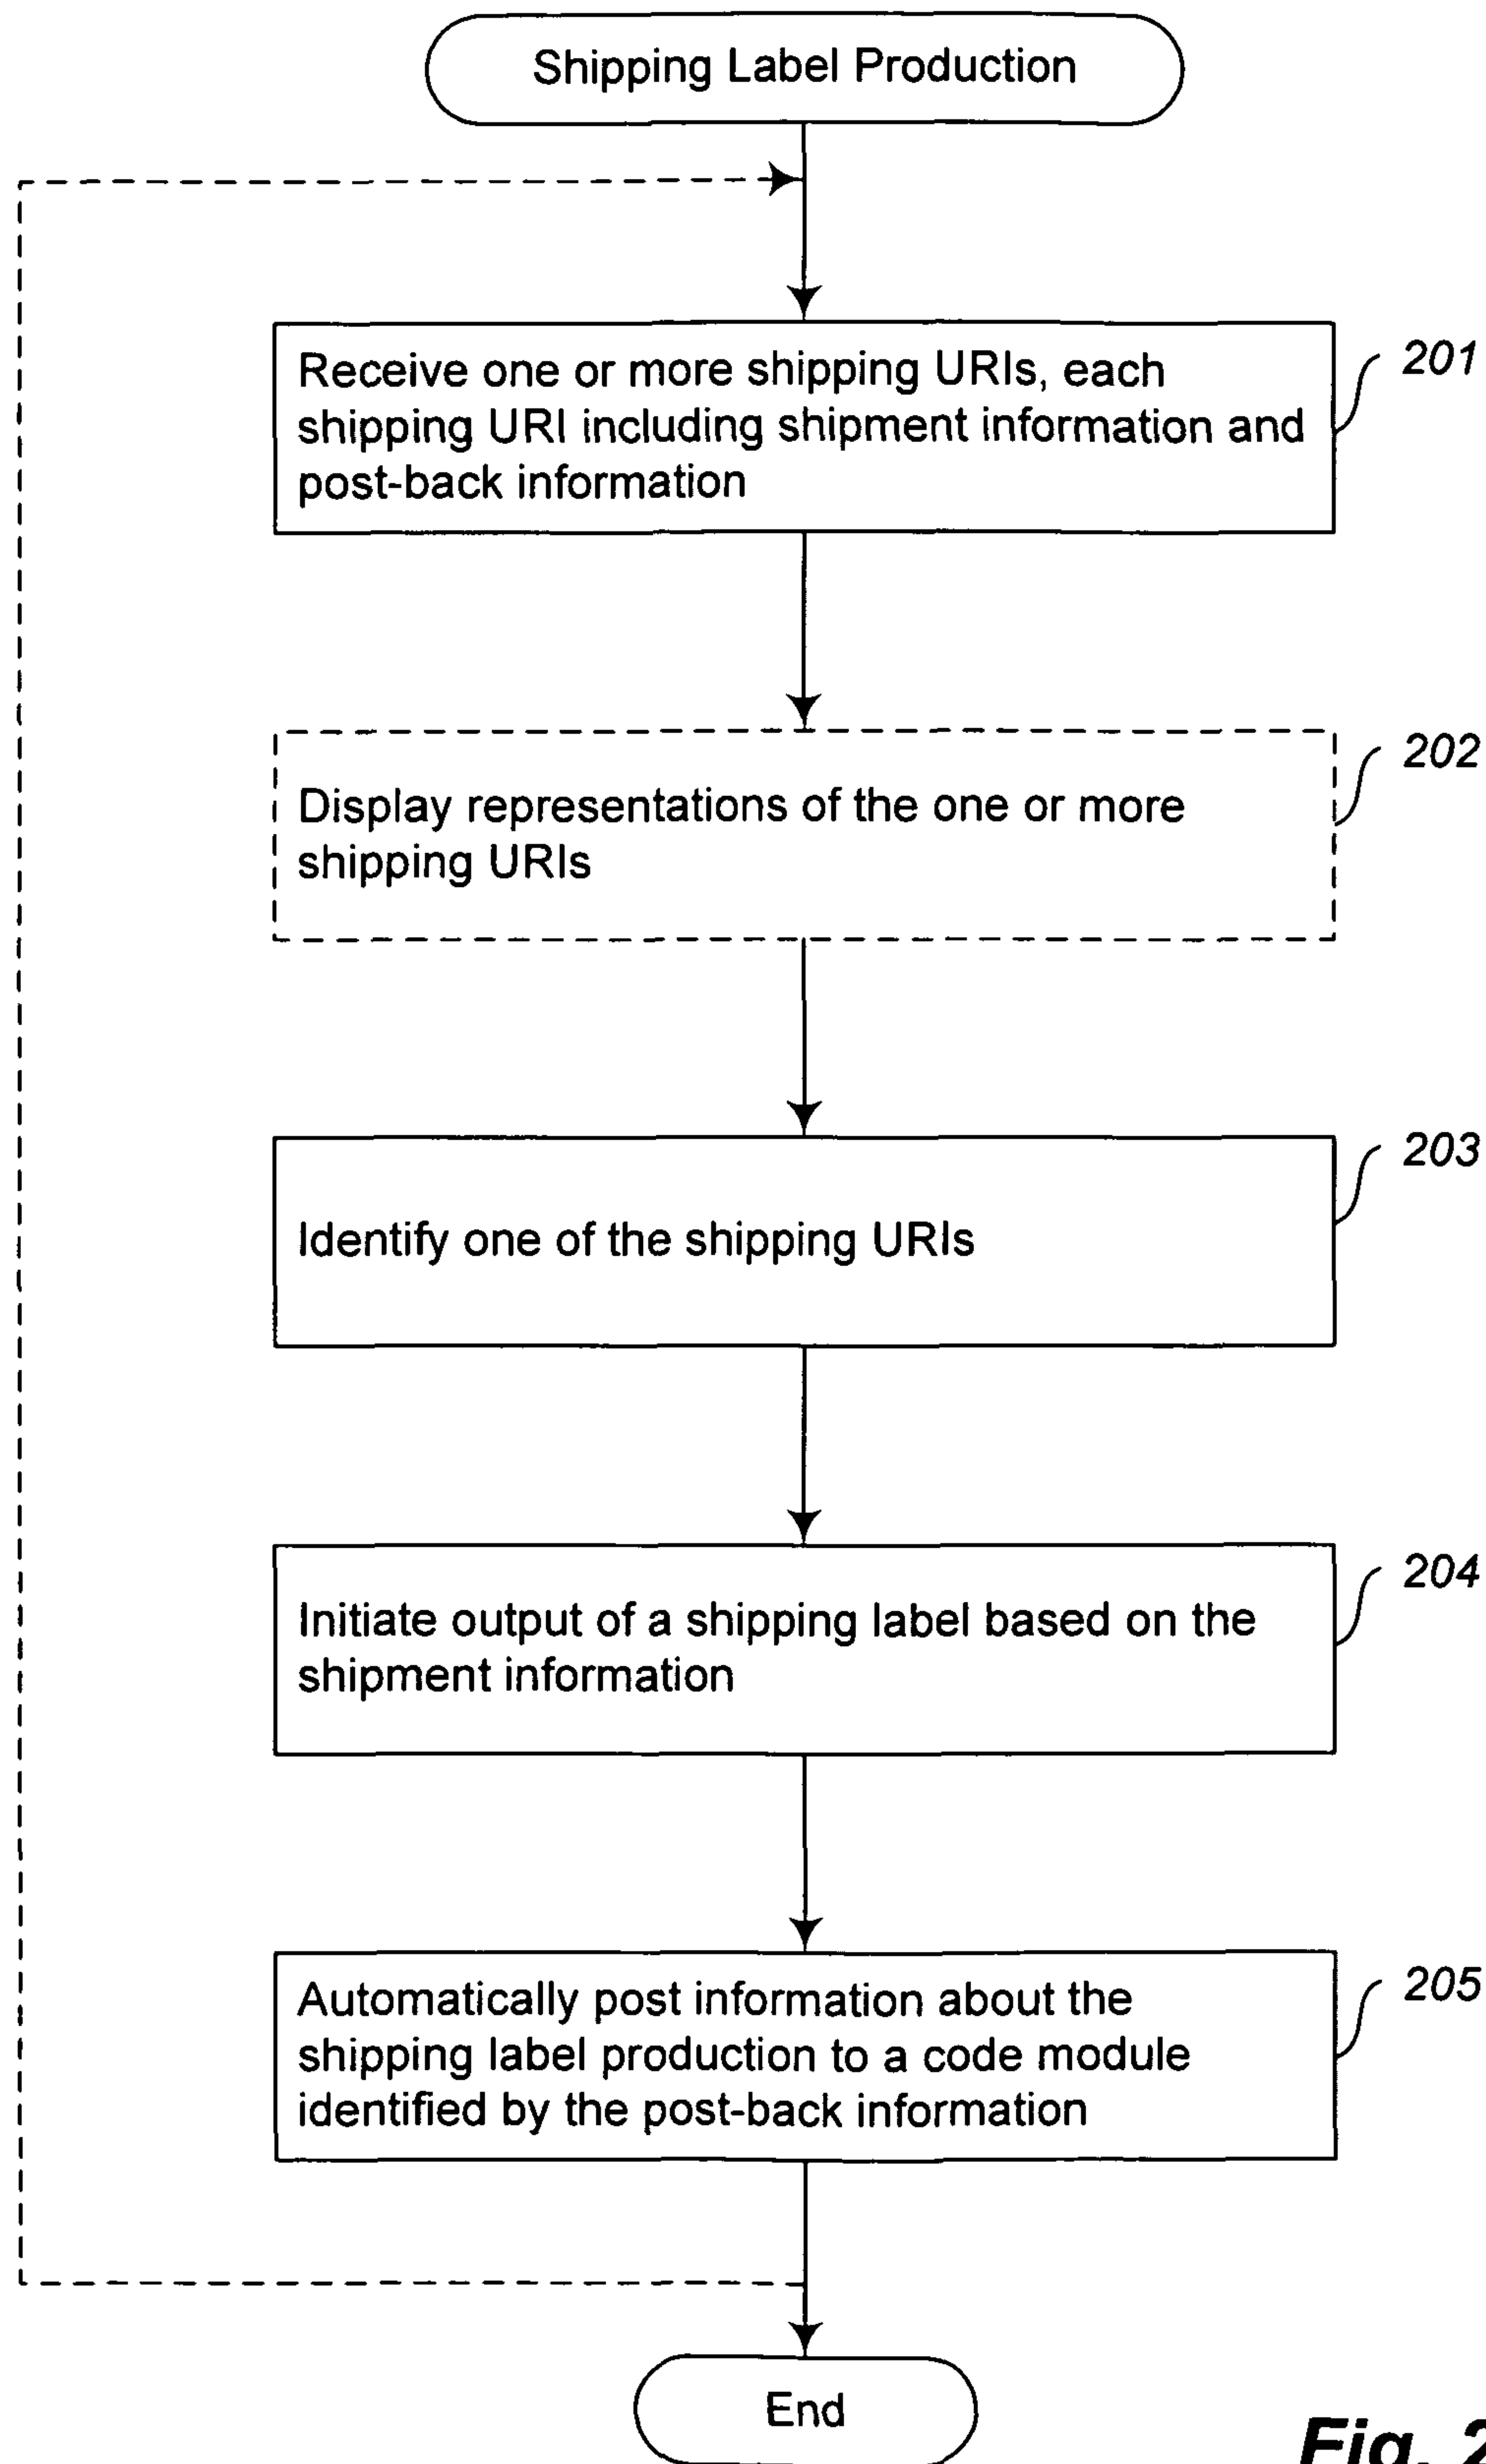 Shipping Label Production
Receive one or more shipping URIs, each
shipping URI including shipment information and
post-back information
201
Display representations of the one or more
shipping URIs
202
Identify one of the shipping URIs
203
Initiate output of a shipping label based on the
shipment information
204
Automatically post information about the
shipping label production to a code module
identified by the post-back information
205
End
Fig. 2